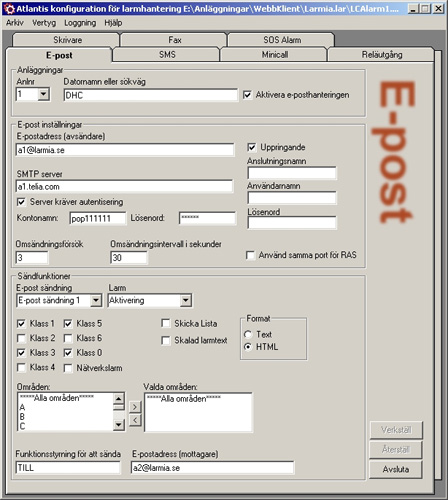 Atlantis konfiguration för larmhantering E:\Anläggningar\WebbKlient\Larmia.lar\LCAlarm1....
Arkiv Vertyg Loggning Hjälp
Skrivare Fax SOS Alarm
E-post SMS Minicall Reläutgång
Anläggningar
Anlnr Datornamn eller sökväg
1 DHC Aktivera e-posthanteringen
E-post
E-post inställningar
E-postadress (avsändare)
a1@larmia.se
Uppringande
Anslutningsnamn
SMTP server
a1.telia.com
Användarnamn
Server kräver autentisering
Kontonamn: pop111111 Lösenord: ******
Lösenord
Omsändningsförsök Omsändningsintervall i sekunder
3 30 Använd samma port för RAS
Sändfunktioner
E-post sändning Larm
E-post sändning 1 Aktivering
Klass 1 Klass 5 Skicka Lista
Klass 2 Klass 6 Skalad larmtext
Klass 3 Klass 0
Klass 4 Nätverkslarm
Format
Text
HTML
Områden: Valda områden:
*****Alla områden***** *****Alla områden*****
A
B
C
> <
Verkställ
Återställ
Avsluta
Funktionsstyrning för att sända E-postadress (mottagare)
TILL a2@larmia.se